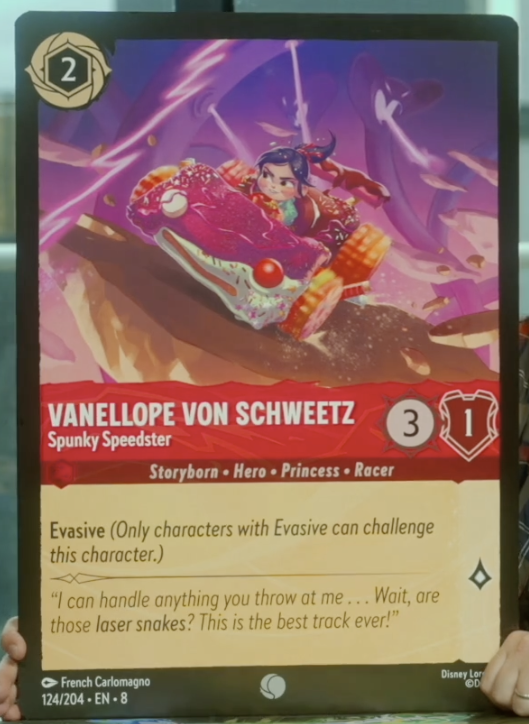 2
VANELLOPE VON SCHWEETZ
Spunky Speedster
3
1
Storyborn • Hero • Princess • Racer
Evasive (Only characters with Evasive can challenge
this character.)
“I can handle anything you throw at me . . . Wait, are
those laser snakes? This is the best track ever!”
French Carlomagno
124/204 • EN • 8
Disney
©